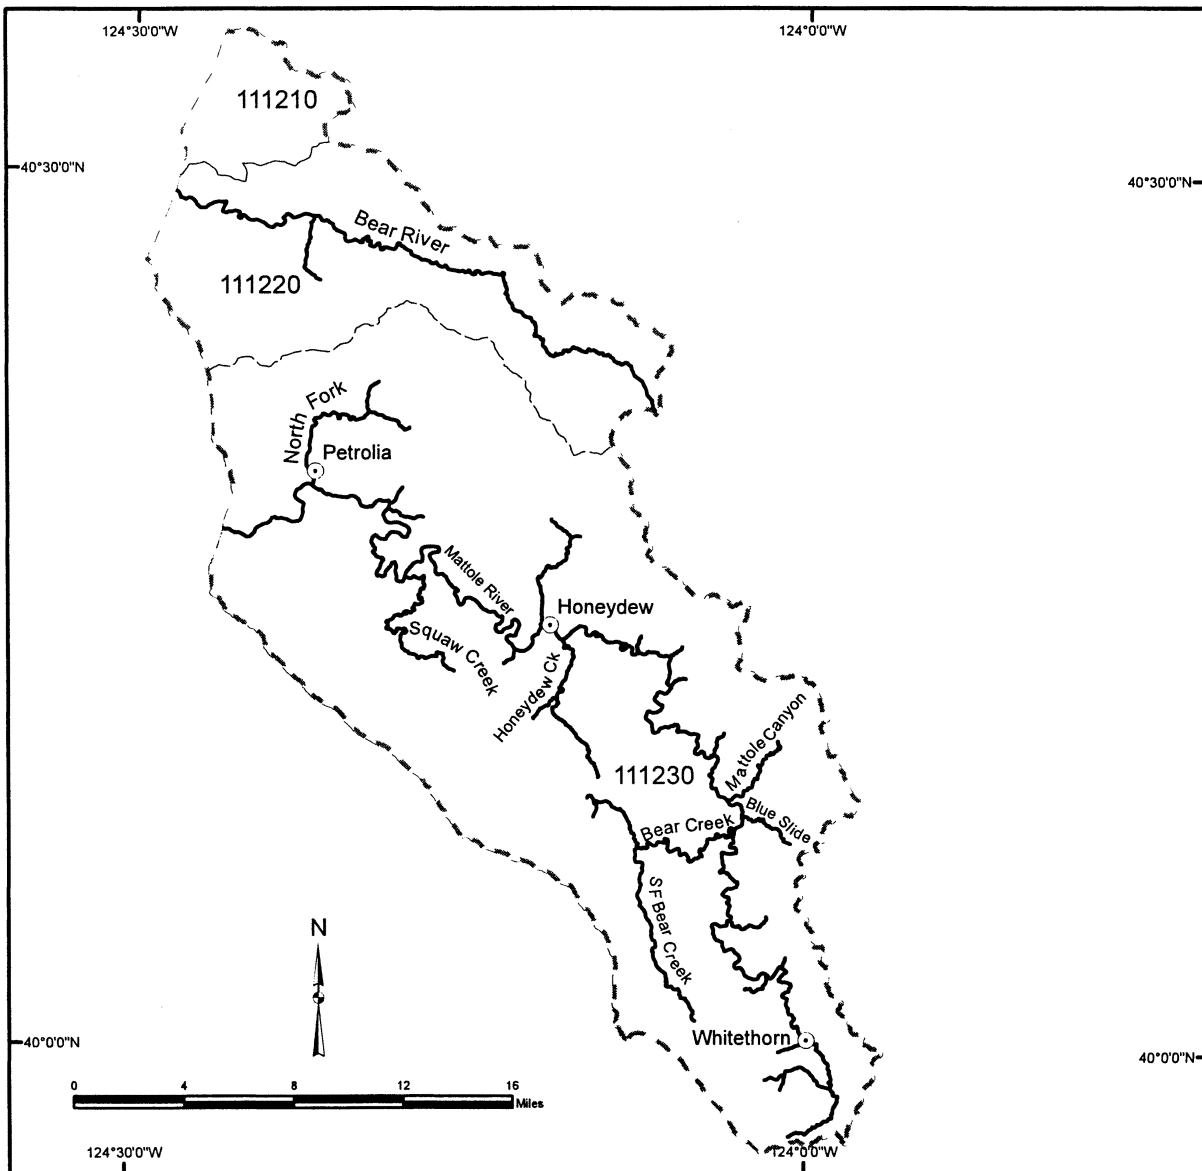 124°30'0"W
124°0'0"W
111210
40°30'0"N
40°30'0"N
Bear River
111220
North Fork
Petrolia
Mattole River
Honeydew
Squaw Creek
Honeydew Ck
Mattole Canyon
111230
Blue Slide
Bear Creek
S F Bear Creek
N
Whitethorn
40°0'0"N
40°0'0"N
0 4 8 12 16
Miles
124°30'0"W
124°0'0"W